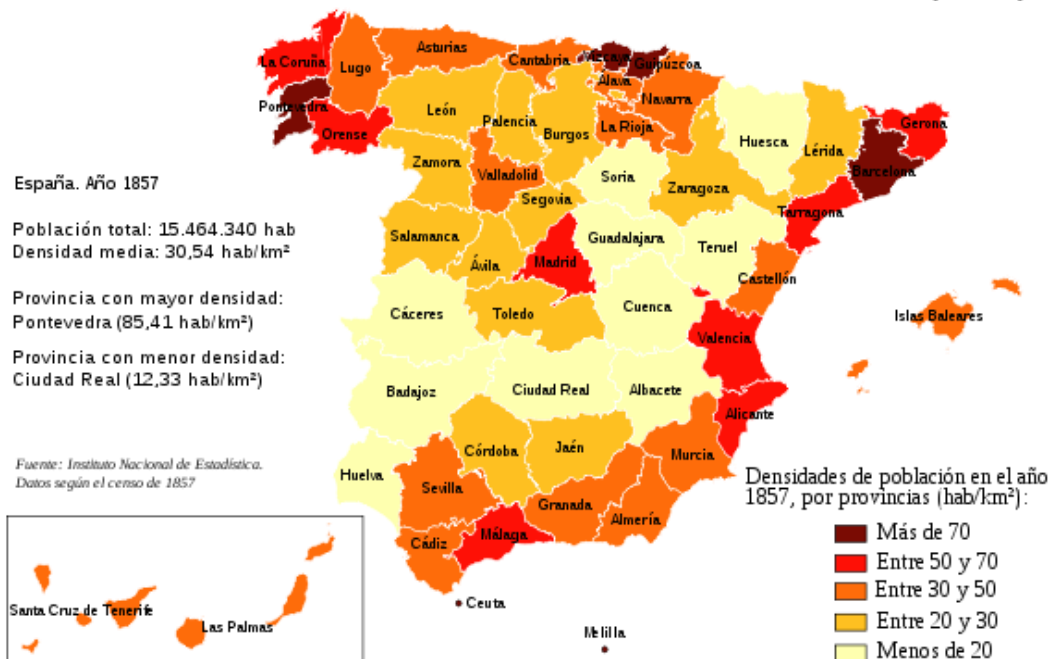 La Coruña
Lugo
Asturias
Cantabria
Vizcaya
Guipúzcoa
Álava
Navarra
Pontevedra
Orense
León
Palencia
Burgos
La Rioja
Huesca
Lérida
Gerona
Barcelona
Zamora
Valladolid
Soria
Zaragoza
Tarragona
Segovia
Salamanca
Ávila
Madrid
Guadalajara
Teruel
Castellón
Cáceres
Toledo
Cuenca
Valencia
Islas Baleares
Badajoz
Ciudad Real
Albacete
Alicante
Huelva
Sevilla
Córdoba
Jaén
Murcia
Cádiz
Málaga
Granada
Almería
Ceuta
Melilla
España. Año 1857
Población total: 15.464.340 hab
Densidad media: 30,54 hab/km²
Provincia con mayor densidad:
Pontevedra (85,41 hab/km²)
Provincia con menor densidad:
Ciudad Real (12,33 hab/km²)
Fuente: Instituto Nacional de Estadística.
Datos según el censo de 1857
Santa Cruz de Tenerife
Las Palmas
Densidades de población en el año
1857, por provincias (hab/km²):
Más de 70
Entre 50 y 70
Entre 30 y 50
Entre 20 y 30
Menos de 20